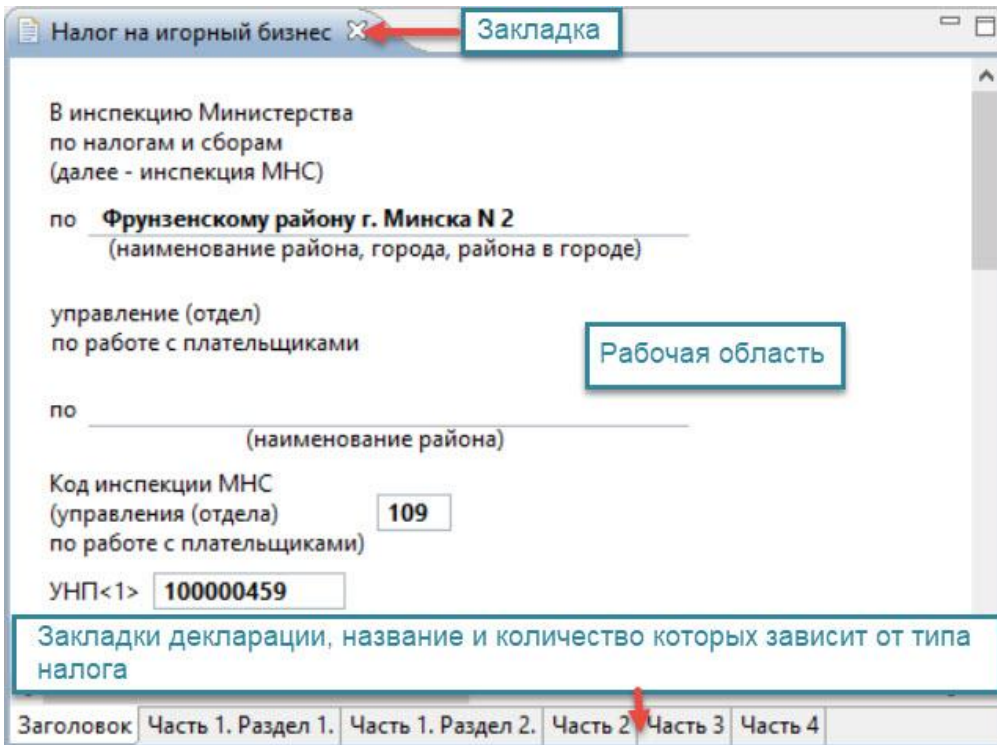 Налог на игорный бизнес
Закладка
В инспекцию Министерства
по налогам и сборам
(далее - инспекция МНС)
по Фрунзенскому району г. Минска N 2
(наименование района, города, района в городе)
управление (отдел)
по работе с плательщиками
Рабочая область
по
(наименование района)
Код инспекции МНС
(управления (отдела) 109
по работе с плательщиками)
УНП<1> 100000459
Закладки декларации, название и количество которых зависит от типа
налога
Заголовок Часть 1. Раздел 1. Часть 1. Раздел 2. Часть 2 Часть 3 Часть 4